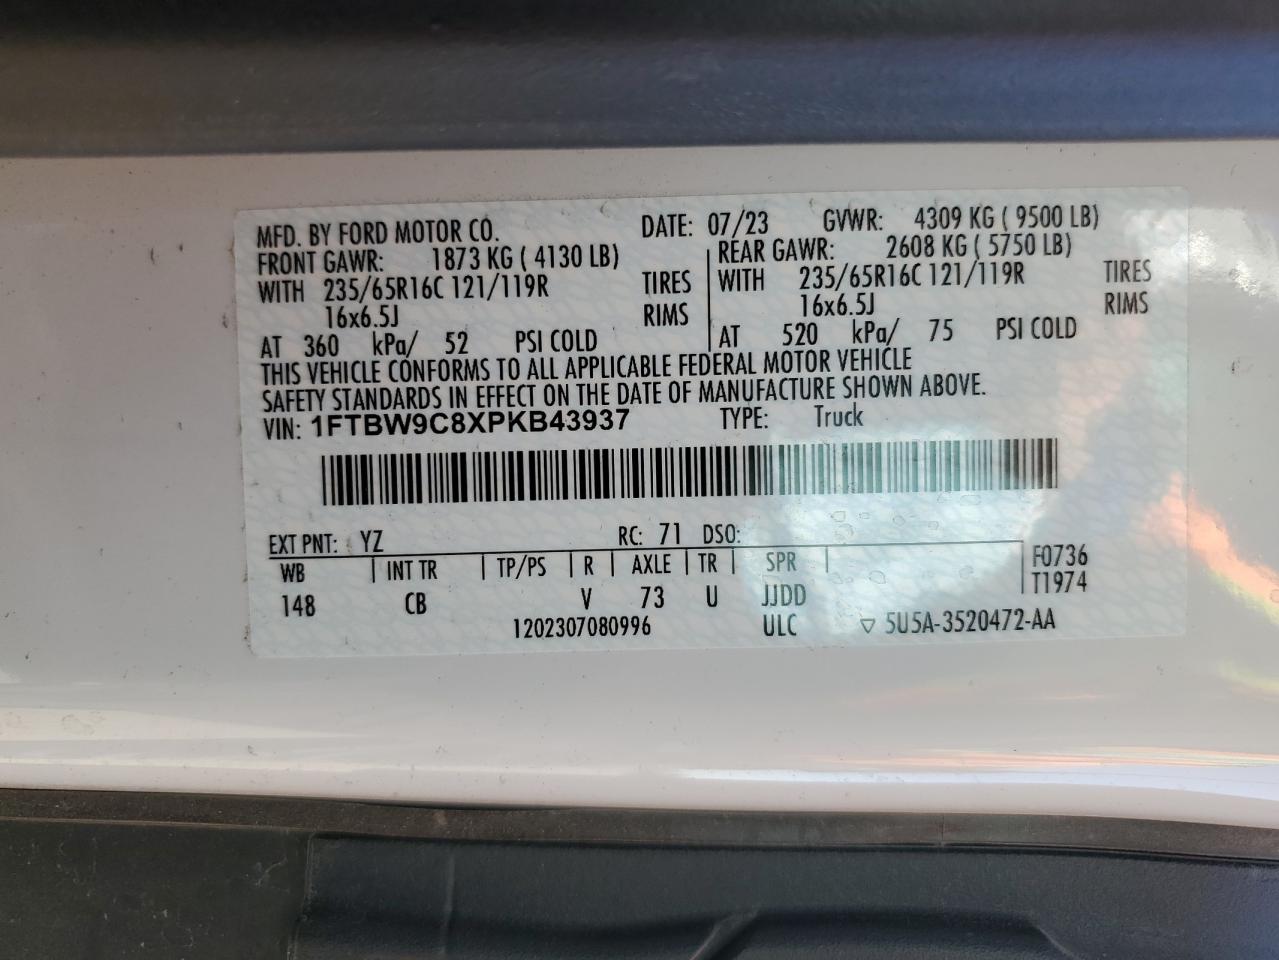 MFD. BY FORD MOTOR CO. DATE: 07/23 GVWR: 4309 KG ( 9500 LB)
FRONT GAWR: 1873 KG ( 4130 LB) REAR GAWR: 2608 KG ( 5750 LB)
WITH 235/65R16C 121/119R TIRES WITH 235/65R16C 121/119R TIRES
16x6.5J RIMS 16x6.5J RIMS
AT 360 kPa/ 52 PSI COLD AT 520 kPa/ 75 PSI COLD
THIS VEHICLE CONFORMS TO ALL APPLICABLE FEDERAL MOTOR VEHICLE
SAFETY STANDARDS IN EFFECT ON THE DATE OF MANUFACTURE SHOWN ABOVE.
VIN: 1FTBW9C8XPKB43937 TYPE: Truck
EXT PNT: YZ RC: 71 DSO:
WB INT TR TP/PS R AXLE TR SPR F0736
148 CB V 73 U JJDD T1974
1202307080996 ULC ▽ 5U5A-3520472-AA